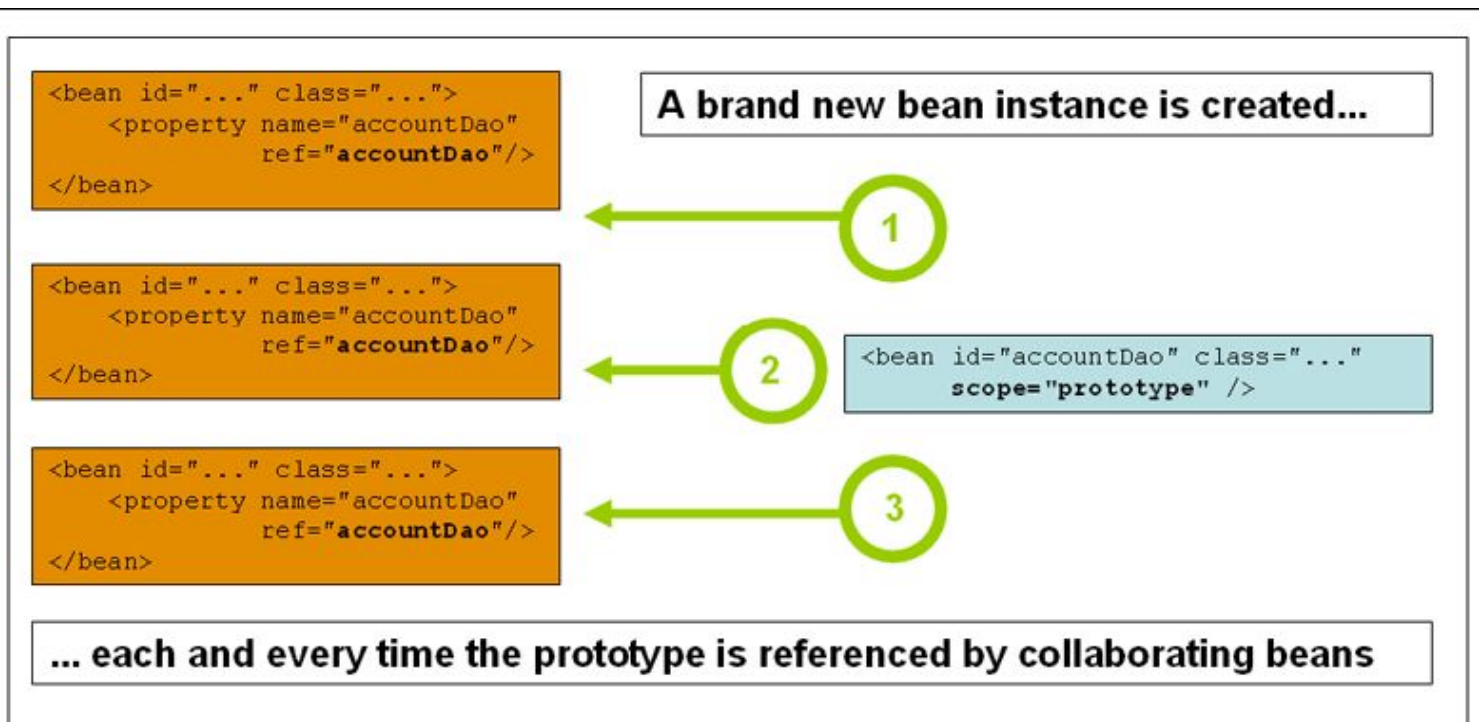 <bean id="..." class="...">
<property name="accountDao"
ref="accountDao"/>
</bean>
A brand new bean instance is created...
1
<bean id="..." class="...">
<property name="accountDao"
ref="accountDao"/>
</bean>
2
<bean id="accountDao" class="..."
scope="prototype" />
<bean id="..." class="...">
<property name="accountDao"
ref="accountDao"/>
</bean>
3
... each and every time the prototype is referenced by collaborating beans